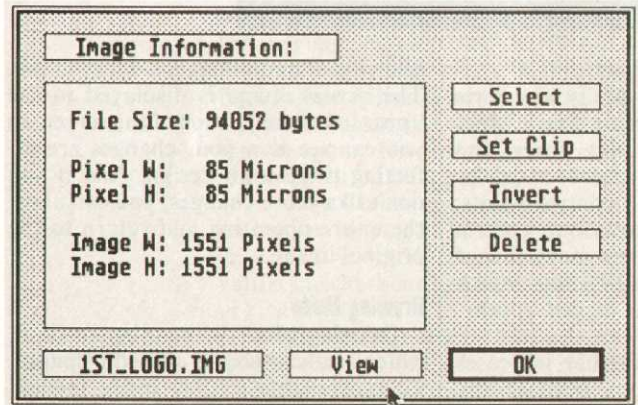 Image Information:
File Size: 94052 bytes
Pixel W: 85 Microns
Pixel H: 85 Microns
Image W: 1551 Pixels
Image H: 1551 Pixels
Select
Set Clip
Invert
Delete
1ST_LOGO.IMG
View
OK